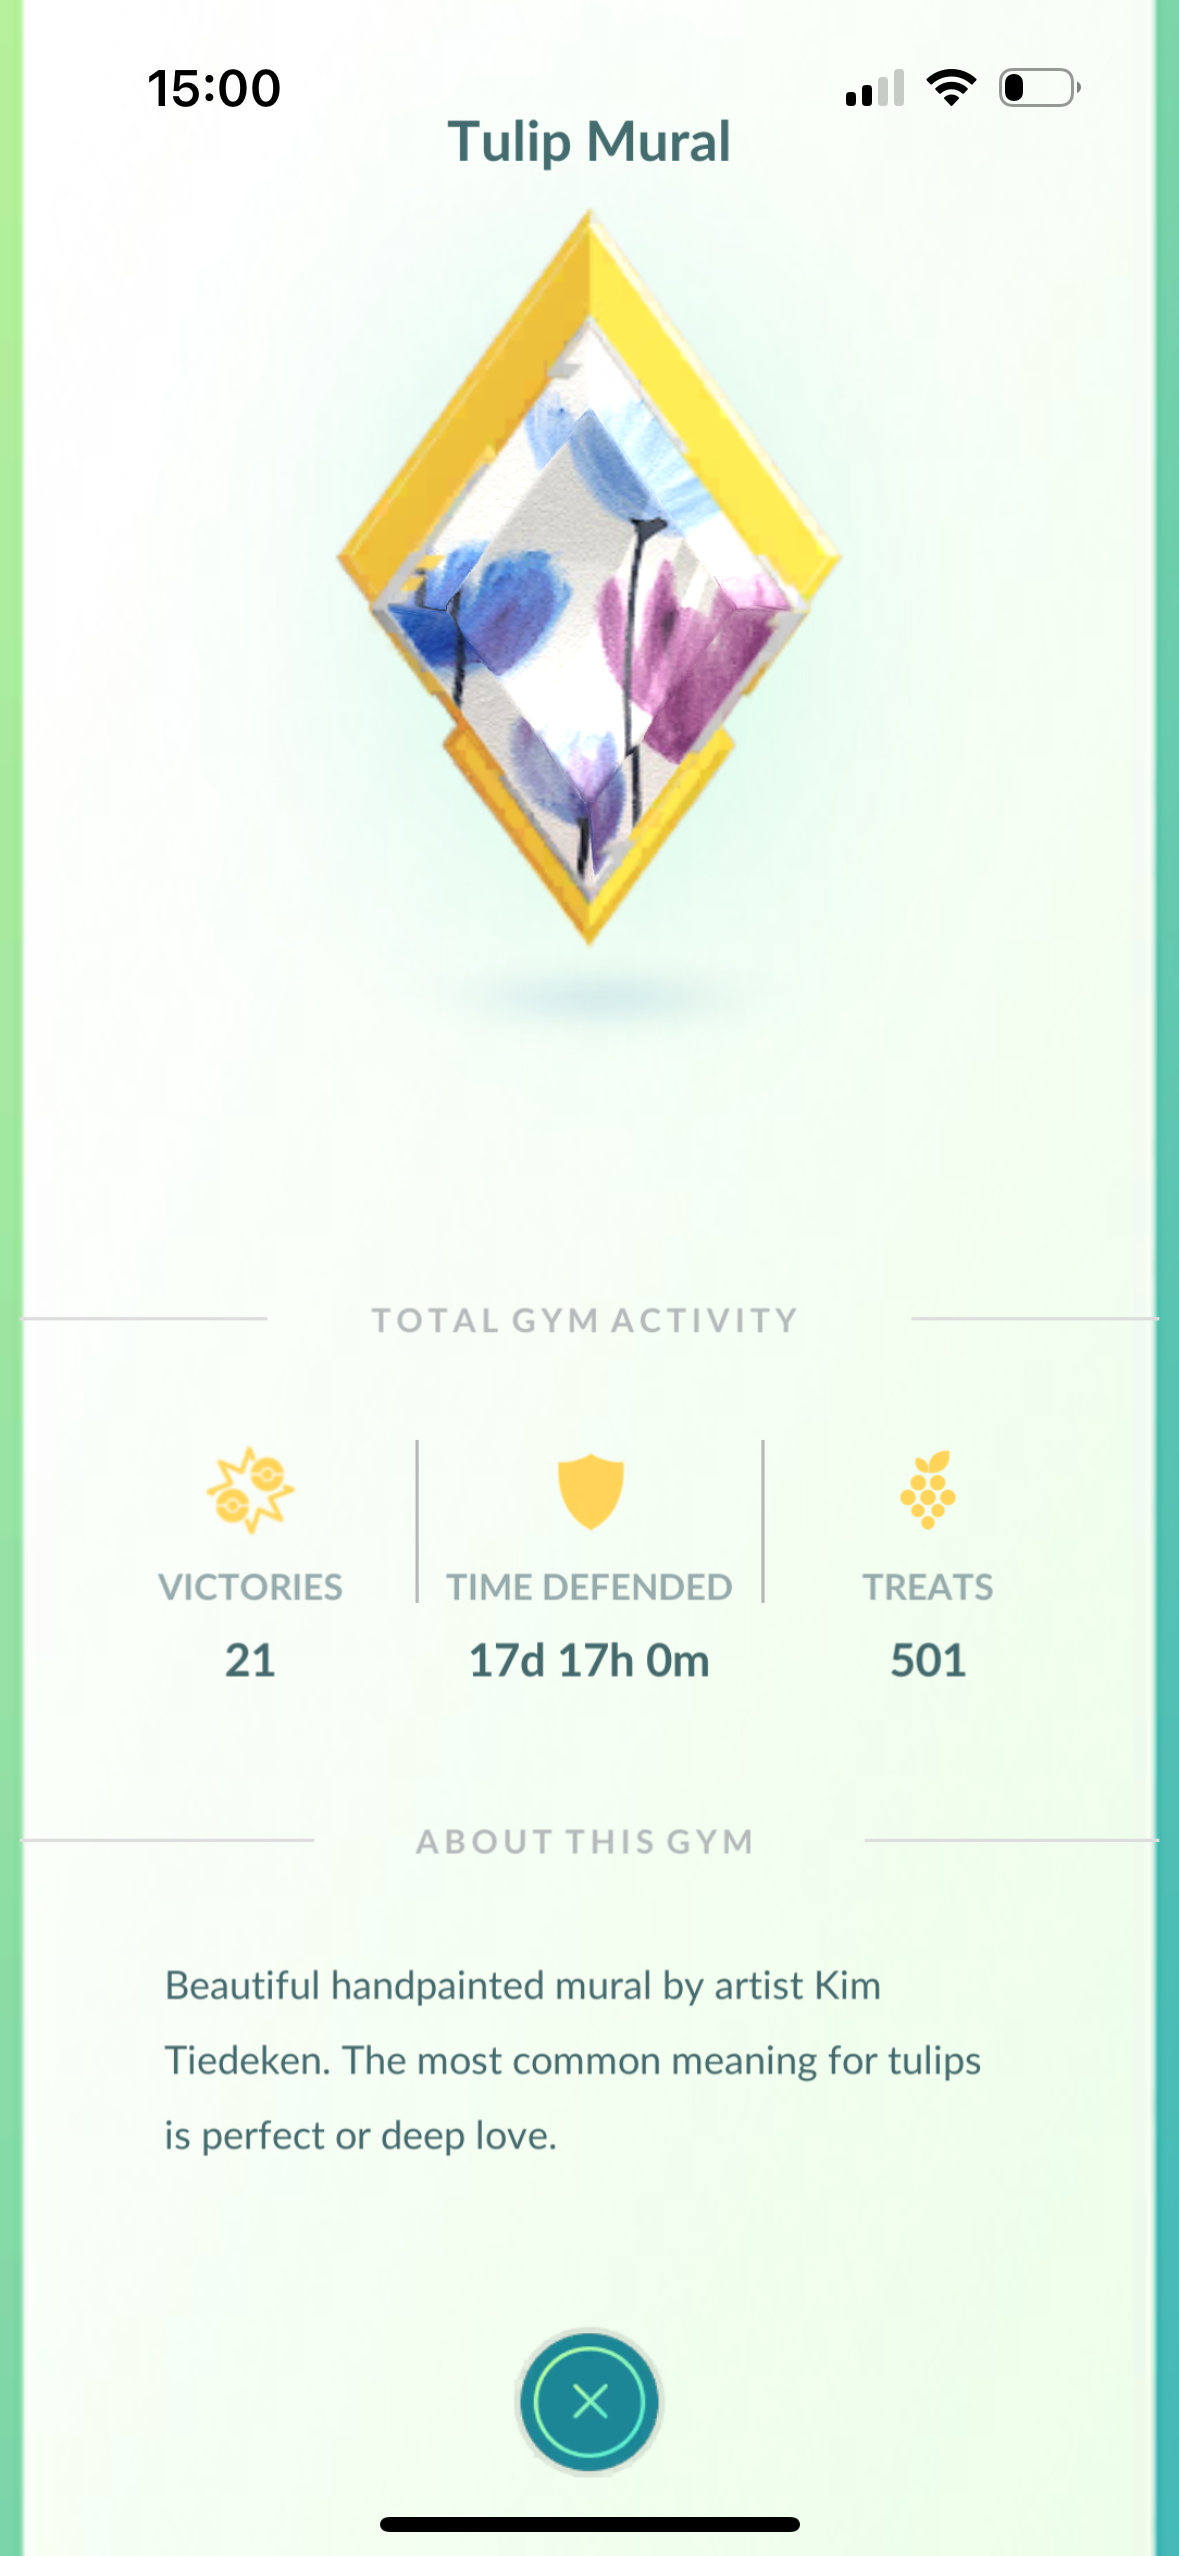 15:00
Tulip Mural
TOTAL GYM ACTIVITY
VICTORIES
21
TIME DEFENDED
17d 17h 0m
TREATS
501
ABOUT THIS GYM
Beautiful handpainted mural by artist Kim
Tiedeken. The most common meaning for tulips
is perfect or deep love.